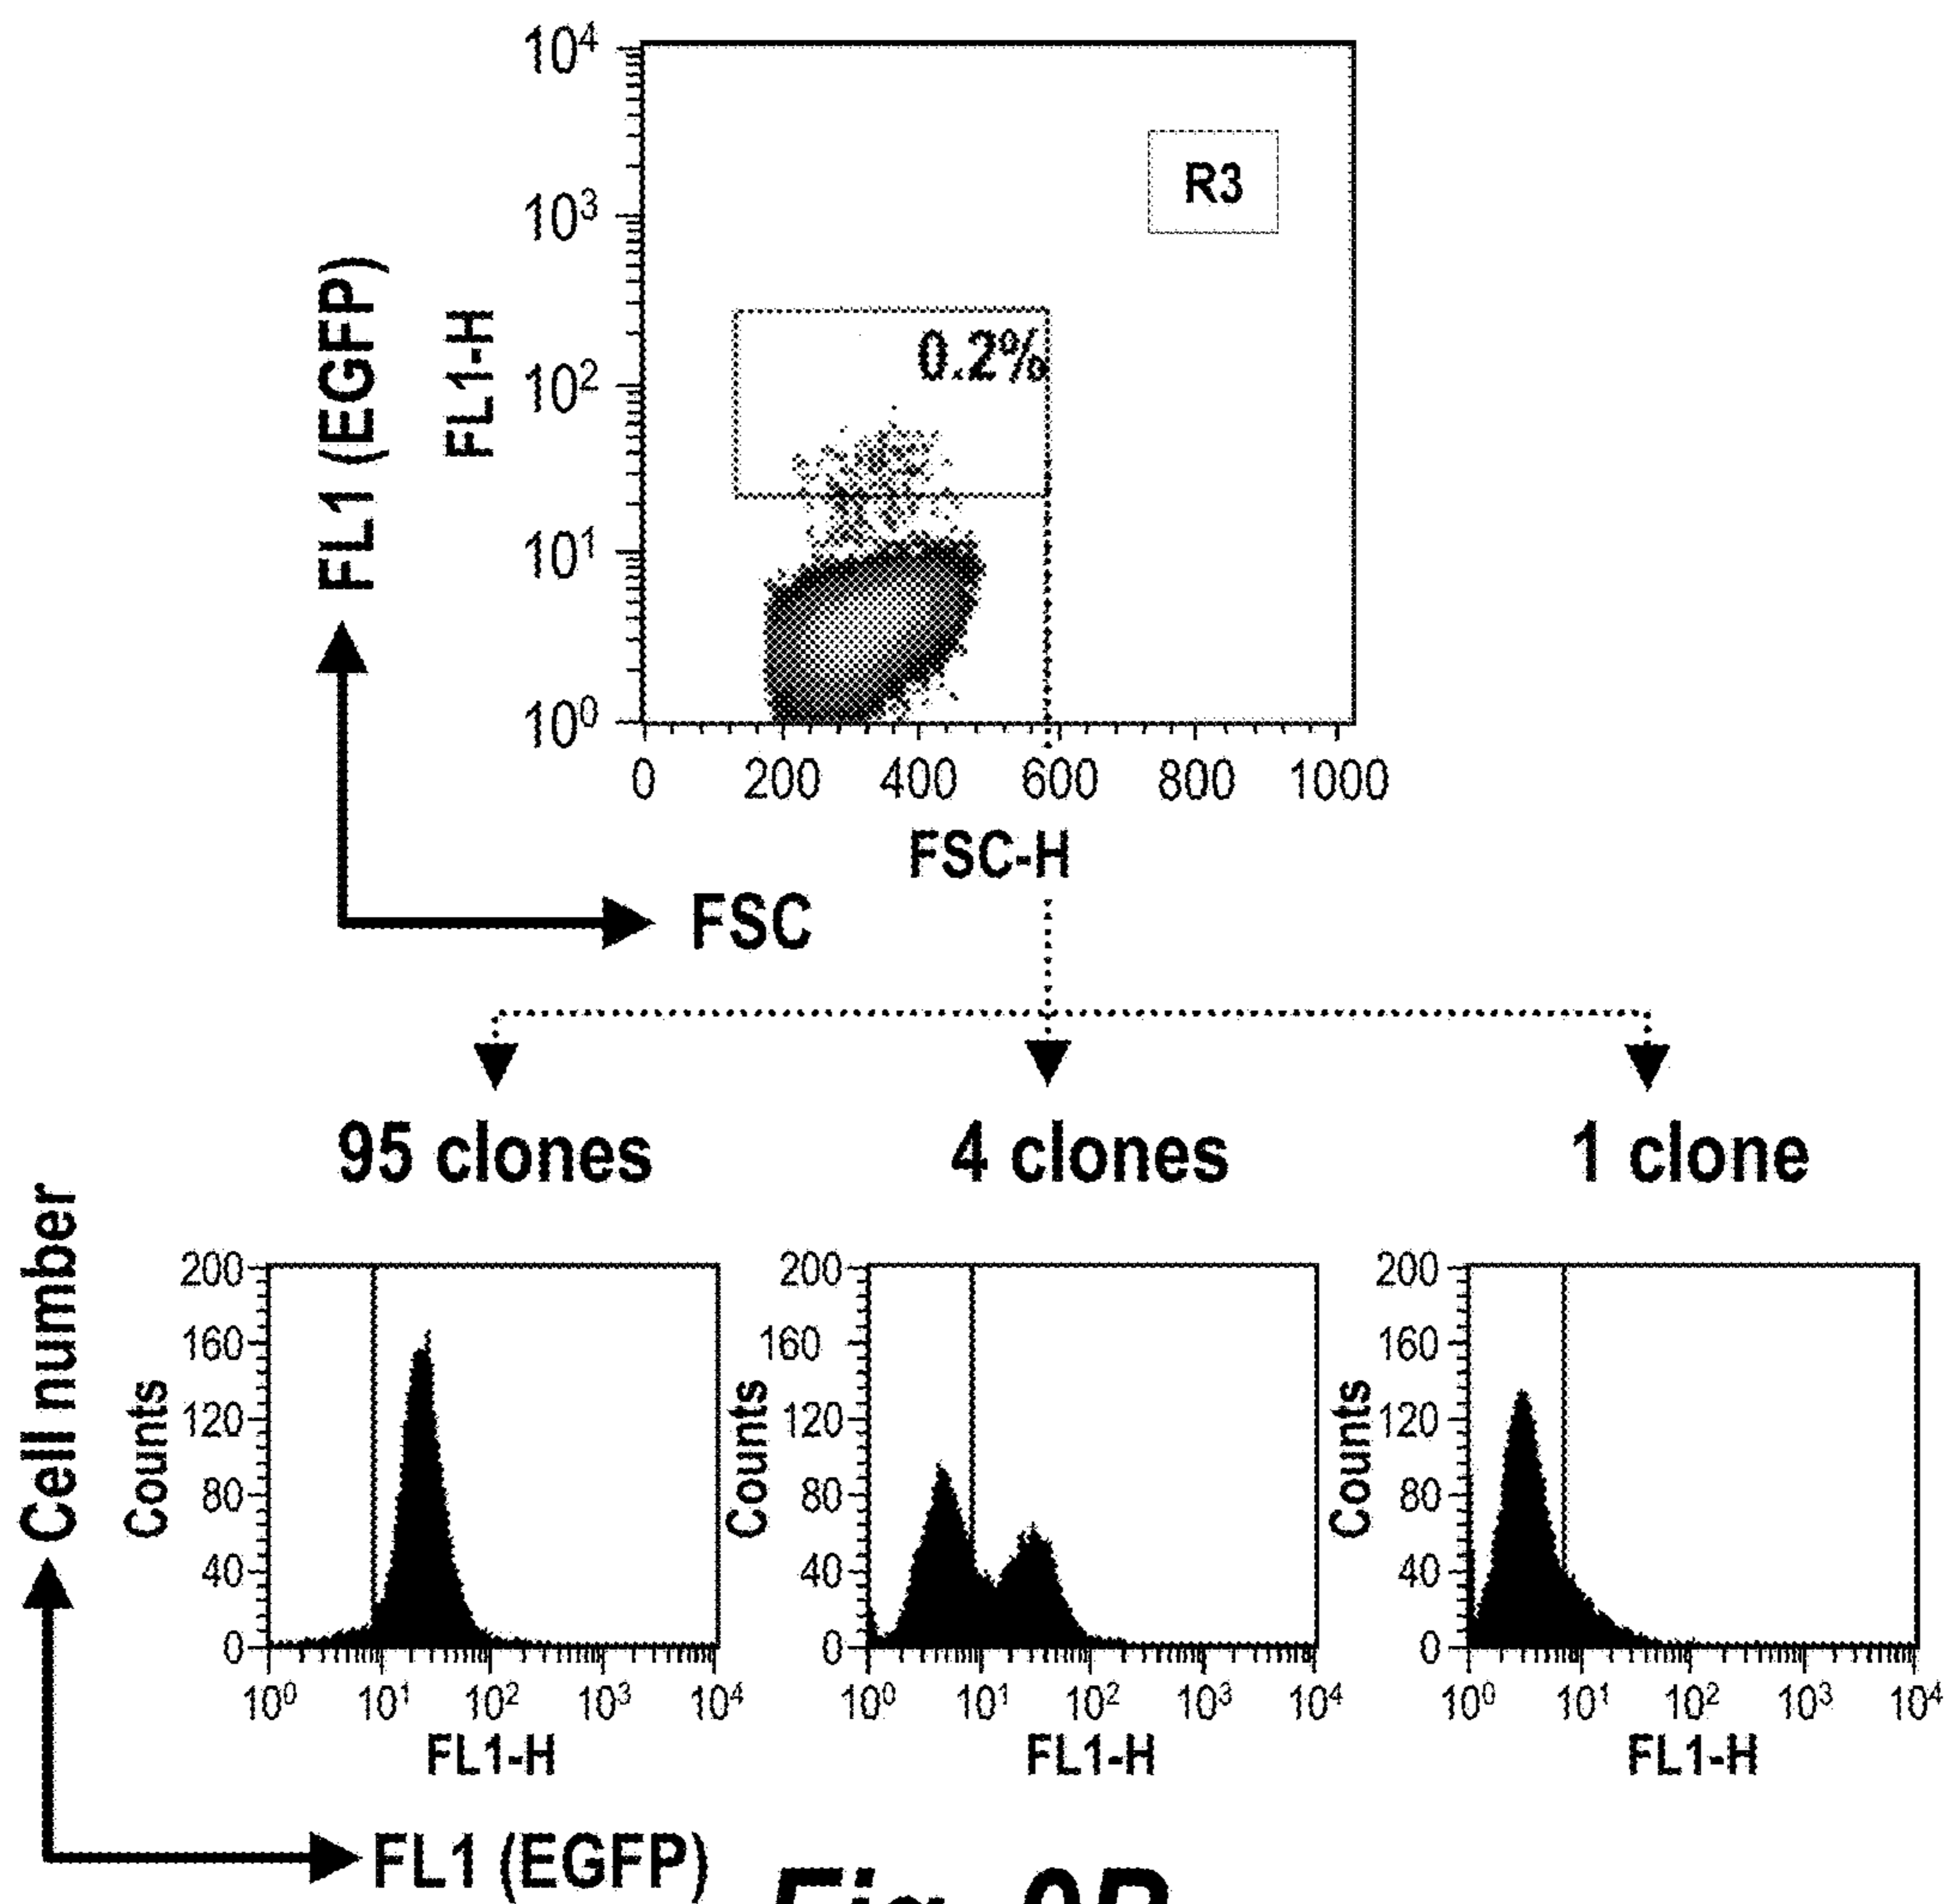 10⁴
10³
10²
10¹
10⁰
FL1 (EGFP)
FL1-H
R3
0.2%
0 200 400 600 800 1000
FSC-H
FSC
95 clones 4 clones 1 clone
Cell number
Counts
200
160
120
80
40
0
10⁰ 10¹ 10² 10³ 10⁴
FL1-H
Counts
200
160
120
80
40
0
10⁰ 10¹ 10² 10³ 10⁴
FL1-H
Counts
200
160
120
80
40
0
10⁰ 10¹ 10² 10³ 10⁴
FL1-H
FL1 (EGFP)